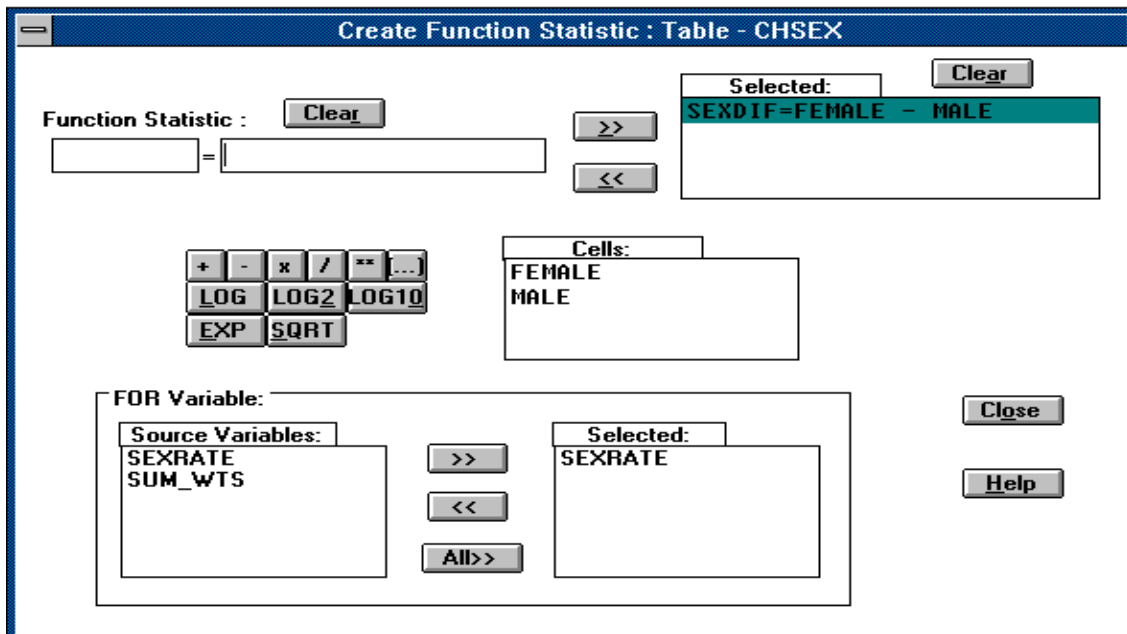 Create Function Statistic : Table - CHSEX
Clear
Selected:
Function Statistic :
Clear
>>
SEXDIF=FEMALE - MALE
=
<<
+ - x / ** (...)
LOG LOG2 LOG10
EXP SQRT
Cells:
FEMALE
MALE
FOR Variable:
Source Variables:
SEXRATE
SUM_WTS
>>
<<
All>>
Selected:
SEXRATE
Close
Help